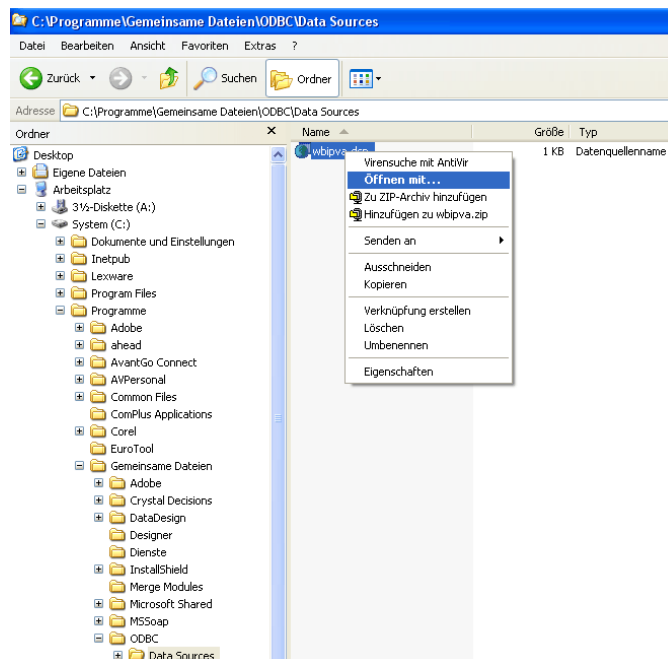 C:\Programme\Gemeinsame Dateien\ODBC\Data Sources
Datei Bearbeiten Ansicht Favoriten Extras ?
Zurück Suchen Ordner
Adresse C:\Programme\Gemeinsame Dateien\ODBC\Data Sources
Ordner × Name Größe Typ
Desktop
Eigene Dateien
Arbeitsplatz
3½-Diskette (A:)
System (C:)
Dokumente und Einstellungen
Inetpub
Lexware
Program Files
Programme
Adobe
ahead
AvantGo Connect
AVPersonal
Common Files
ComPlus Applications
Corel
EuroTool
Gemeinsame Dateien
Adobe
Crystal Decisions
DataDesign
Designer
Dienste
InstallShield
Merge Modules
Microsoft Shared
MSSoap
ODBC
Data Sources
wbipva.dsn 1 KB Datenquellenname
Virensuche mit AntiVir
Öffnen mit...
Zu ZIP-Archiv hinzufügen
Hinzufügen zu wbipva.zip
Senden an
Ausschneiden
Kopieren
Verknüpfung erstellen
Löschen
Umbenennen
Eigenschaften